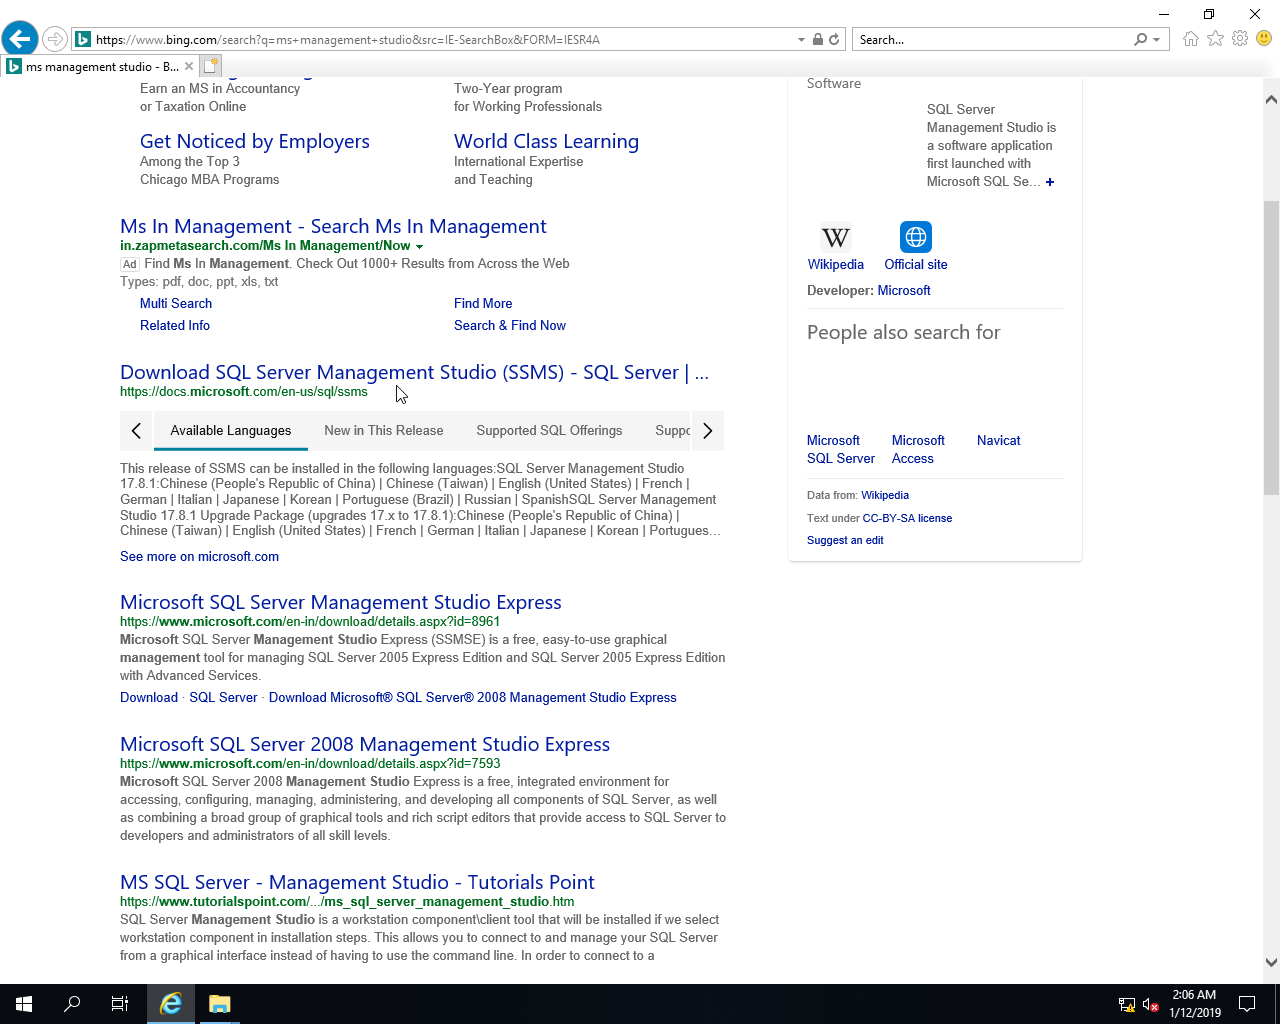 https://www.bing.com/search?q=ms+management+studio&src=IE-SearchBox&FORM=IESR4A
Search...
ms management studio - B...
Earn an MS in Accountancy
or Taxation Online
Two-Year program
for Working Professionals
Get Noticed by Employers
Among the Top 3
Chicago MBA Programs
World Class Learning
International Expertise
and Teaching
Ms In Management - Search Ms In Management
in.zapmetasearch.com/Ms In Management/Now
Ad Find Ms In Management. Check Out 1000+ Results from Across the Web
Types: pdf, doc, ppt, xls, txt
Multi Search
Find More
Related Info
Search & Find Now
Download SQL Server Management Studio (SSMS) - SQL Server | ...
https://docs.microsoft.com/en-us/sql/ssms
Available Languages
New in This Release
Supported SQL Offerings
Suppo
This release of SSMS can be installed in the following languages:SQL Server Management Studio
17.8.1:Chinese (People's Republic of China) | Chinese (Taiwan) | English (United States) | French |
German | Italian | Japanese | Korean | Portuguese (Brazil) | Russian | SpanishSQL Server Management
Studio 17.8.1 Upgrade Package (upgrades 17.x to 17.8.1):Chinese (People's Republic of China) |
Chinese (Taiwan) | English (United States) | French | German | Italian | Japanese | Korean | Portugues...
See more on microsoft.com
Microsoft SQL Server Management Studio Express
https://www.microsoft.com/en-in/download/details.aspx?id=8961
Microsoft SQL Server Management Studio Express (SSMSE) is a free, easy-to-use graphical
management tool for managing SQL Server 2005 Express Edition and SQL Server 2005 Express Edition
with Advanced Services.
Download · SQL Server · Download Microsoft® SQL Server® 2008 Management Studio Express
Microsoft SQL Server 2008 Management Studio Express
https://www.microsoft.com/en-in/download/details.aspx?id=7593
Microsoft SQL Server 2008 Management Studio Express is a free, integrated environment for
accessing, configuring, managing, administering, and developing all components of SQL Server, as well
as combining a broad group of graphical tools and rich script editors that provide access to SQL Server to
developers and administrators of all skill levels.
MS SQL Server - Management Studio - Tutorials Point
https://www.tutorialspoint.com/.../ms_sql_server_management_studio.htm
SQL Server Management Studio is a workstation component\client tool that will be installed if we select
workstation component in installation steps. This allows you to connect to and manage your SQL Server
from a graphical interface instead of having to use the command line. In order to connect to a
Software
SQL Server
Management Studio is
a software application
first launched with
Microsoft SQL Se... +
W
Wikipedia
Official site
Developer: Microsoft
People also search for
Microsoft
SQL Server
Microsoft
Access
Navicat
Data from: Wikipedia
Text under CC-BY-SA license
Suggest an edit
2:06 AM
1/12/2019